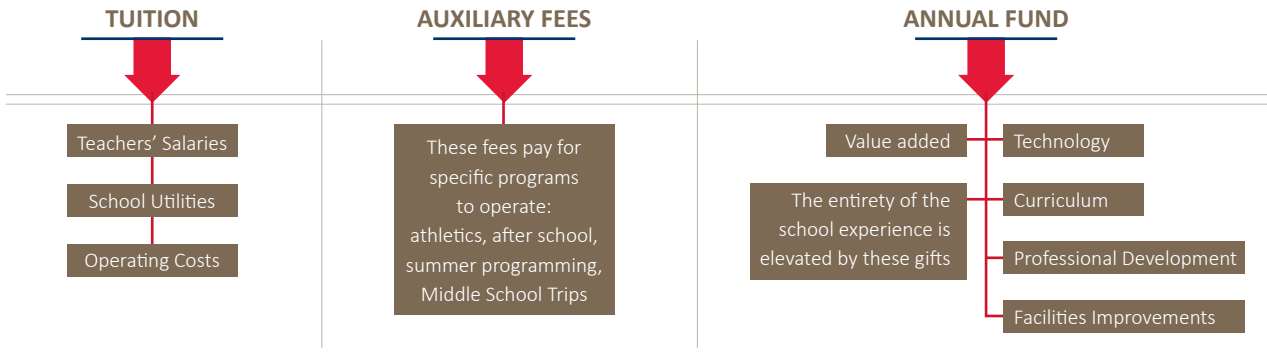 TUITION
Teachers’ Salaries
School Utilities
Operating Costs
AUXILIARY FEES
These fees pay for
specific programs
to operate:
athletics, after school,
summer programming,
Middle School Trips
ANNUAL FUND
Value added
The entirety of the
school experience is
elevated by these gifts
Technology
Curriculum
Professional Development
Facilities Improvements